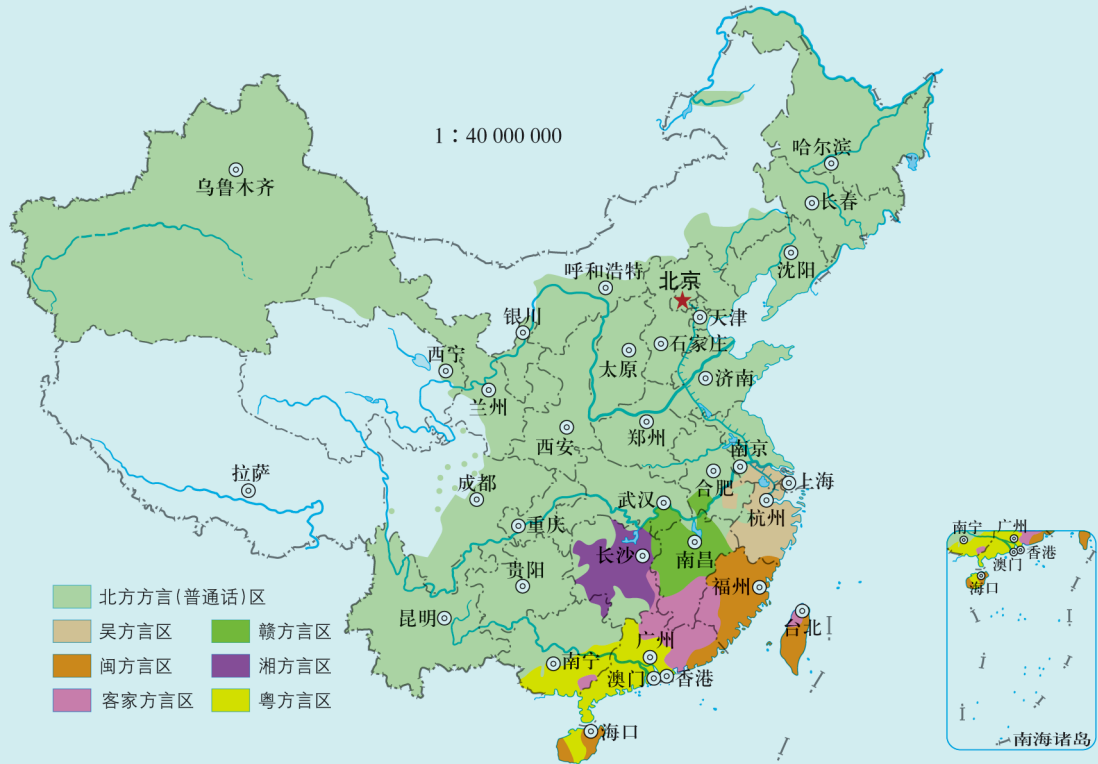 1：40 000 000
哈尔滨
乌鲁木齐
长春
沈阳
呼和浩特
北京
天津
银川
石家庄
西宁
太原
济南
兰州
郑州
西安
南京
拉萨
成都
合肥
上海
武汉
杭州
重庆
长沙
南昌
贵阳
福州
昆明
台北
广州
南宁
澳门
香港
海口
北方方言(普通话)区
吴方言区
赣方言区
闽方言区
湘方言区
客家方言区
粤方言区
南宁
广州
香港
澳门
海口
南海诸岛